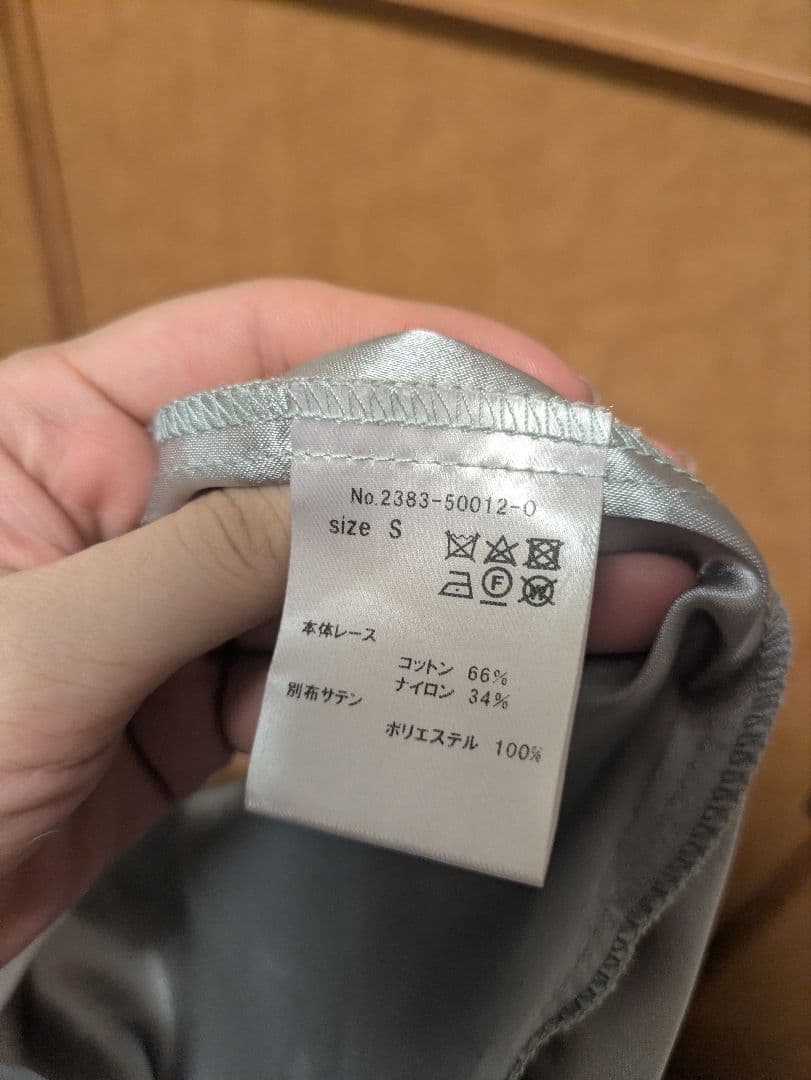 No.2383-50012-0
size S
F
W
本体レース
コットン 66%
ナイロン 34%
別布サテン
ポリエステル 100%